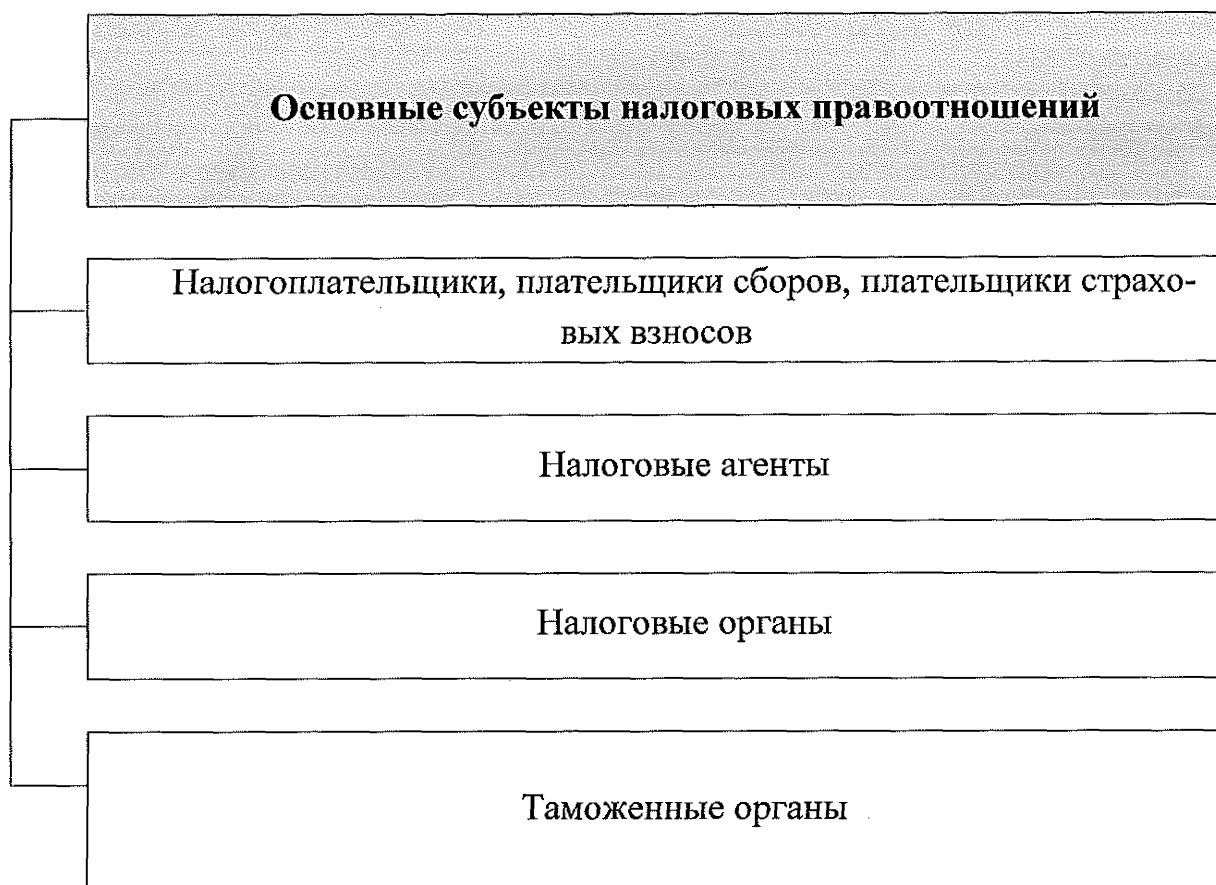 Основные субъекты налоговых правоотношений
Налогоплательщики, плательщики сборов, плательщики страхо-
вых взносов
Налоговые агенты
Налоговые органы
Таможенные органы